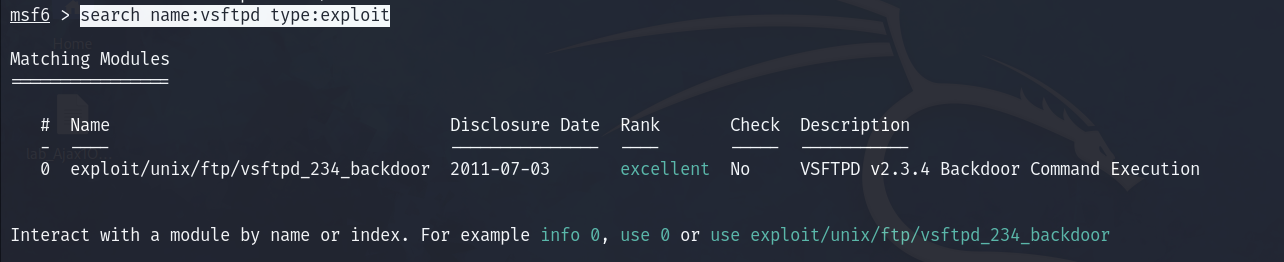 msf6 > search name:vsftpd type:exploit
Matching Modules
================
# Name Disclosure Date Rank Check Description
- ---- --------------- ---- ----- -----------
0 exploit/unix/ftp/vsftpd_234_backdoor 2011-07-03 excellent No VSFTPD v2.3.4 Backdoor Command Execution
Interact with a module by name or index. For example info 0, use 0 or use exploit/unix/ftp/vsftpd_234_backdoor
Home